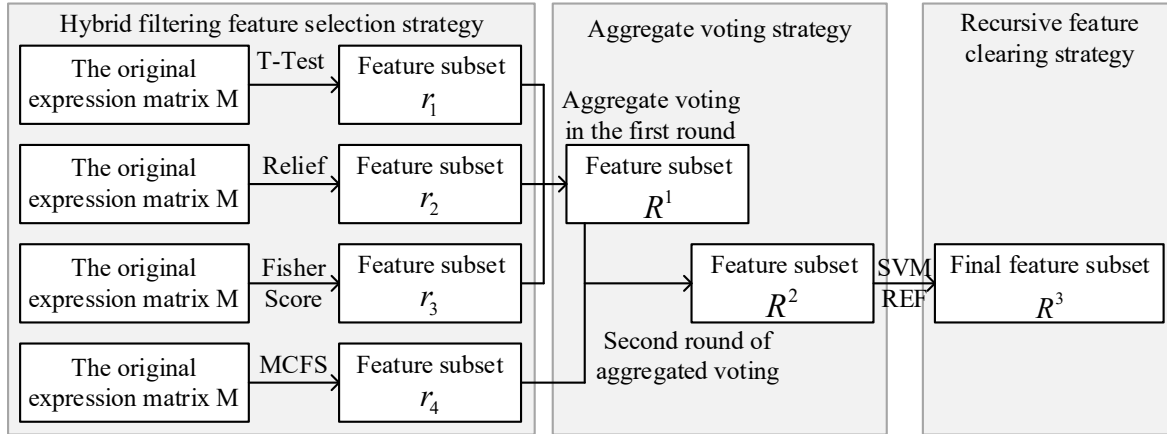 Hybrid filtering feature selection strategy
The original
expression matrix M
T-Test
Feature subset
r1
The original
expression matrix M
Relief
Feature subset
r2
The original
expression matrix M
Fisher
Score
Feature subset
r3
The original
expression matrix M
MCFS
Feature subset
r4
Aggregate voting strategy
Aggregate voting
in the first round
Feature subset
R^1
Feature subset
R^2
Second round of
aggregated voting
SVM
REF
Recursive feature
clearing strategy
Final feature subset
R^3